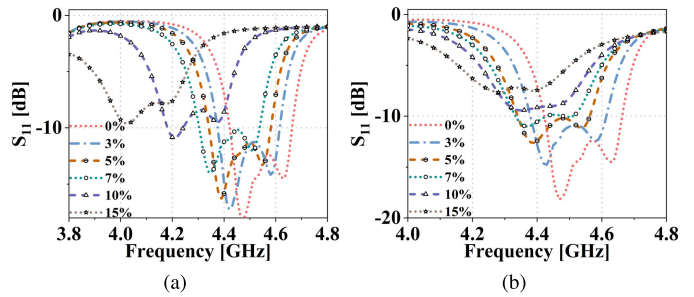 0
-10
S11 [dB]
0%
3%
5%
7%
10%
15%
3.8 4.0 4.2 4.4 4.6 4.8
Frequency [GHz]
(a)
0
-10
-20
S11 [dB]
0%
3%
5%
7%
10%
15%
4.0 4.2 4.4 4.6 4.8
Frequency [GHz]
(b)